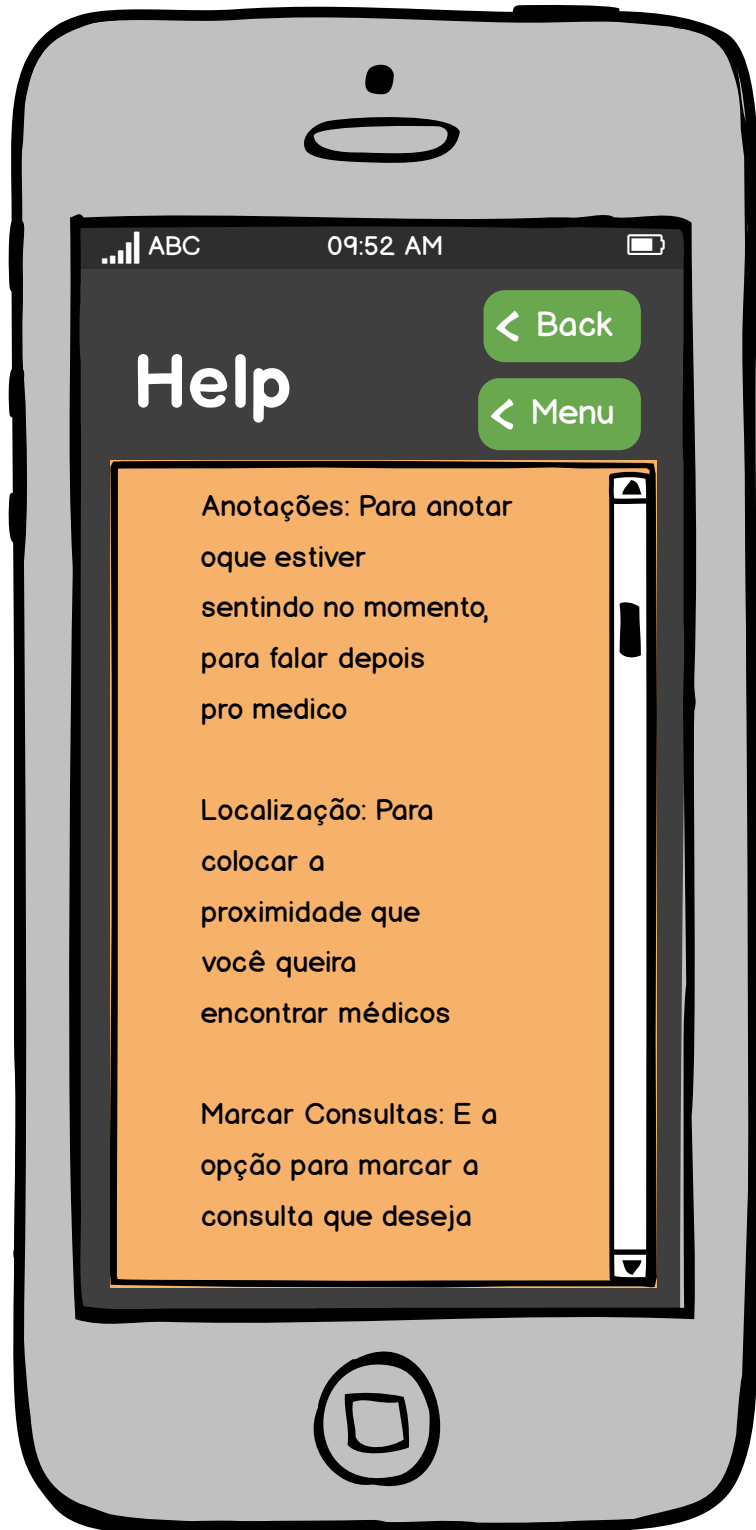 ABC 09:52 AM
Back
Help
Menu
Anotações: Para anotar
oque estiver
sentindo no momento,
para falar depois
pro medico
Localização: Para
colocar a
proximidade que
você queira
encontrar médicos
Marcar Consultas: E a
opção para marcar a
consulta que deseja